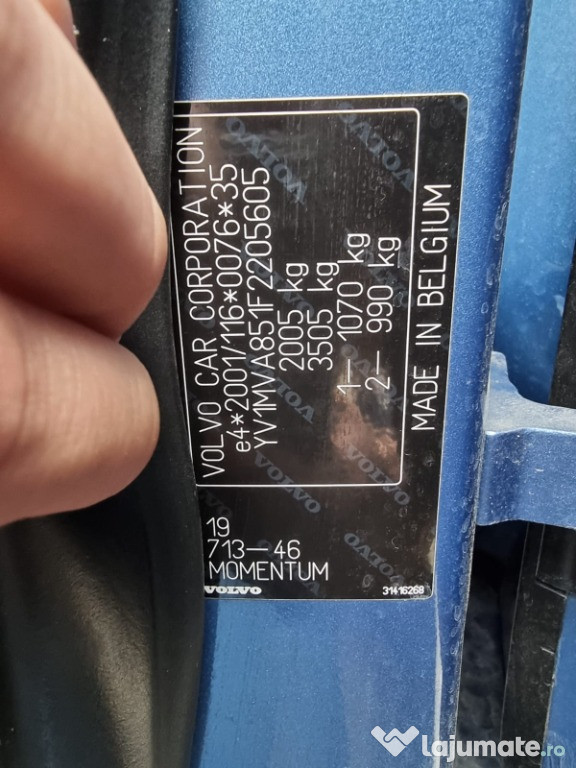 VOLVO CAR CORPORATION
e4*2001/116*0076*35
YV1MVA851F2205605
2005 kg
3505 kg
1— 1070 kg
2— 990 kg
MADE IN BELGIUM
19
713—46
MOMENTUM
VOLVO
31416268
lajumate.ro